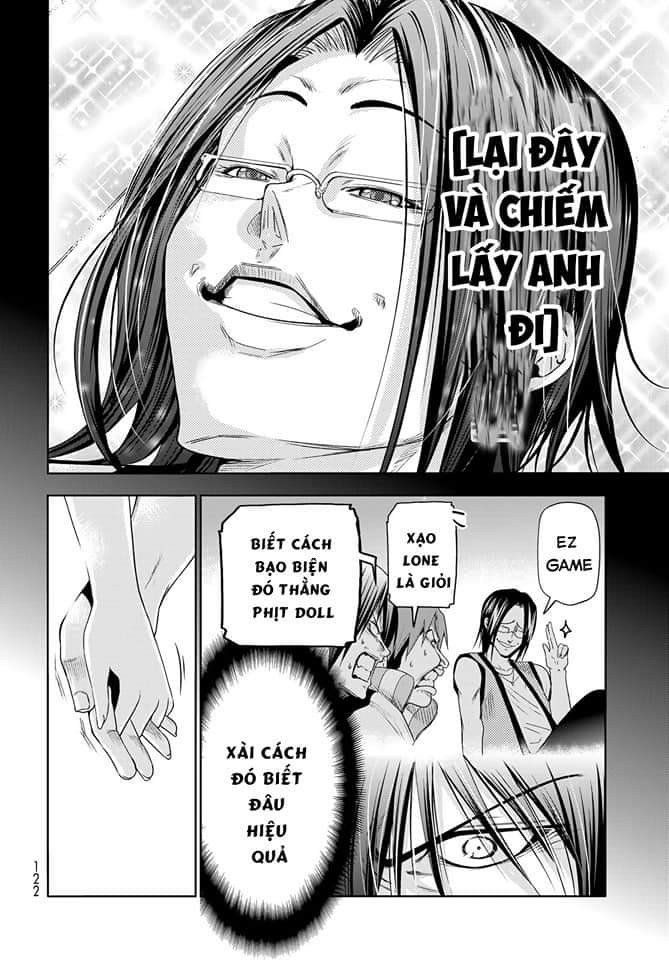 [LẠI ĐÂY
VÀ CHIẾM
LẤY ANH
ĐI]
EZ
GAME
XẠO
LONE
LÀ GIỎI
BIẾT CÁCH
BẠO BIỆN
ĐÓ THẰNG
PHỊT DOLL
XÀI CÁCH
ĐÓ BIẾT
ĐÂU
HIỆU
QUẢ
122